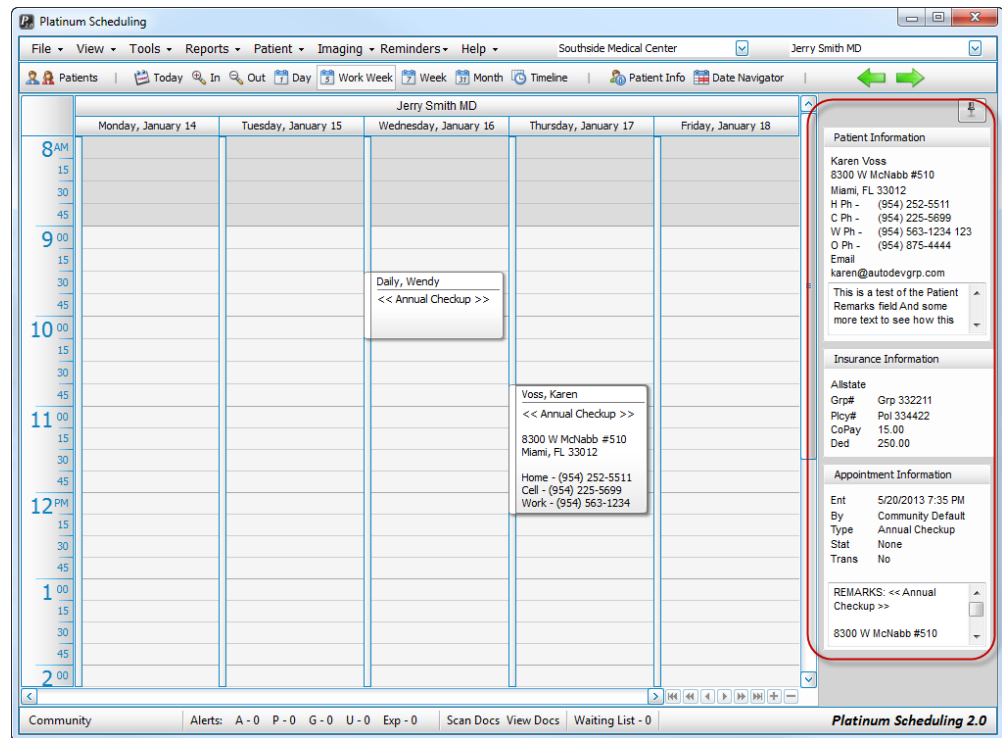 Platinum Scheduling
File View Tools Reports Patient Imaging Reminders Help Southside Medical Center Jerry Smith MD
Patients | Today In Out Day Work Week Week Month Timeline | Patient Info Date Navigator |
Jerry Smith MD
Monday, January 14 Tuesday, January 15 Wednesday, January 16 Thursday, January 17 Friday, January 18
8 AM
15
30
45
9 00
15
30
45
10 00
15
30
45
11 00
15
30
45
12 PM
15
30
45
1 00
15
30
45
2 00
Daily, Wendy
<< Annual Checkup >>
Voss, Karen
<< Annual Checkup >>
8300 W McNabb #510
Miami, FL 33012
Home - (954) 252-5511
Cell - (954) 225-5699
Work - (954) 563-1234
Patient Information
Karen Voss
8300 W McNabb #510
Miami, FL 33012
H Ph - (954) 252-5511
C Ph - (954) 225-5699
W Ph - (954) 563-1234 123
O Ph - (954) 875-4444
Email
karen@autodevgrp.com
This is a test of the Patient
Remarks field And some
more text to see how this
Insurance Information
Allstate
Grp# Grp 332211
Plcy# Pol 334422
CoPay 15.00
Ded 250.00
Appointment Information
Ent 5/20/2013 7:35 PM
By Community Default
Type Annual Checkup
Stat None
Trans No
REMARKS: << Annual
Checkup >>
8300 W McNabb #510
Community Alerts: A - 0 P - 0 G - 0 U - 0 Exp - 0 Scan Docs View Docs Waiting List - 0 Platinum Scheduling 2.0